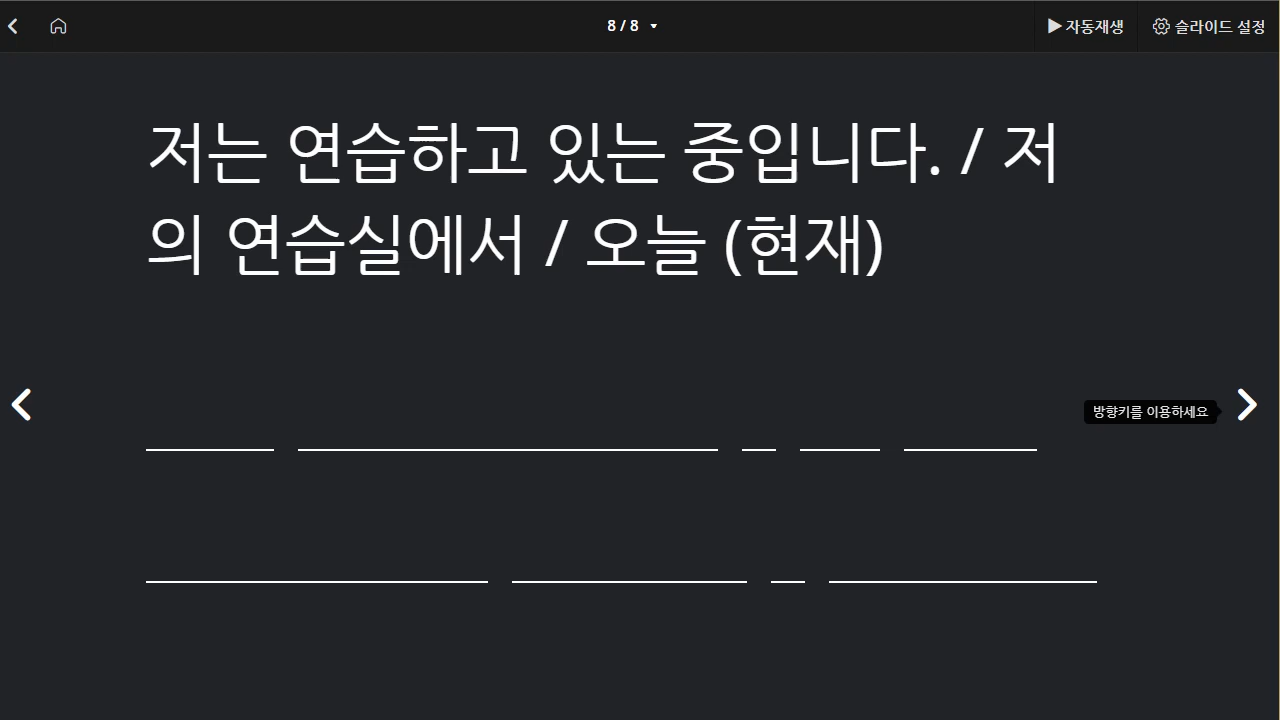 8 / 8
자동재생
슬라이드 설정
저는 연습하고 있는 중입니다. / 저
의 연습실에서 / 오늘 (현재)
방향키를 이용하세요